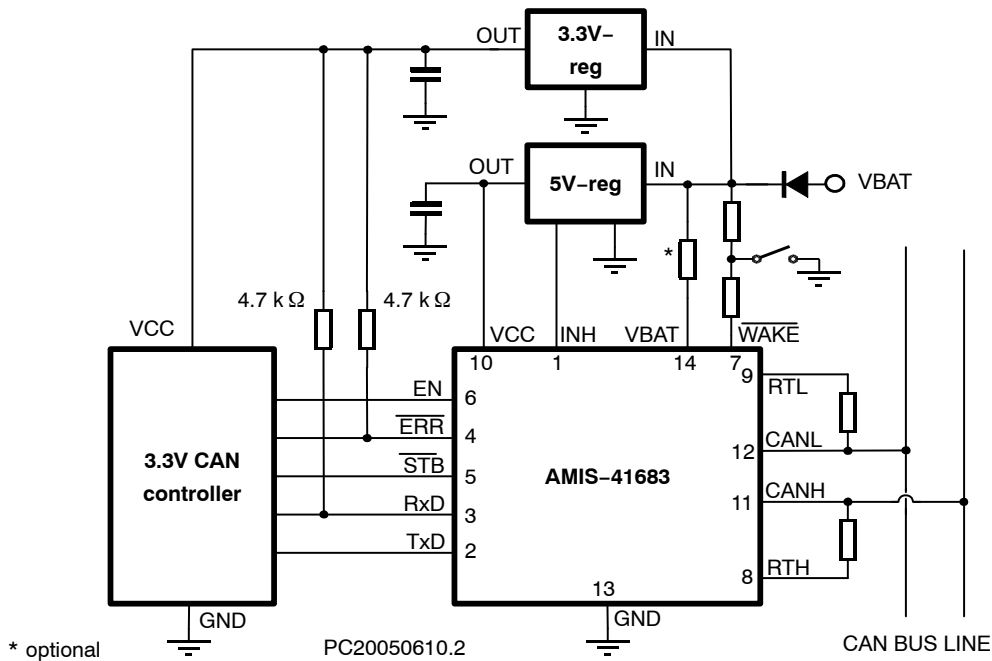 OUT
3.3V−
reg
IN
OUT
5V−reg
IN
VBAT
*
4.7 k Ω
4.7 k Ω
VCC
VCC
INH
VBAT
WAKE
10
1
14
7
9
RTL
EN
6
ERR
4
12
CANL
3.3V CAN
controller
STB
5
AMIS−41683
11
CANH
RxD
3
TxD
2
8
RTH
13
GND
GND
* optional
PC20050610.2
CAN BUS LINE